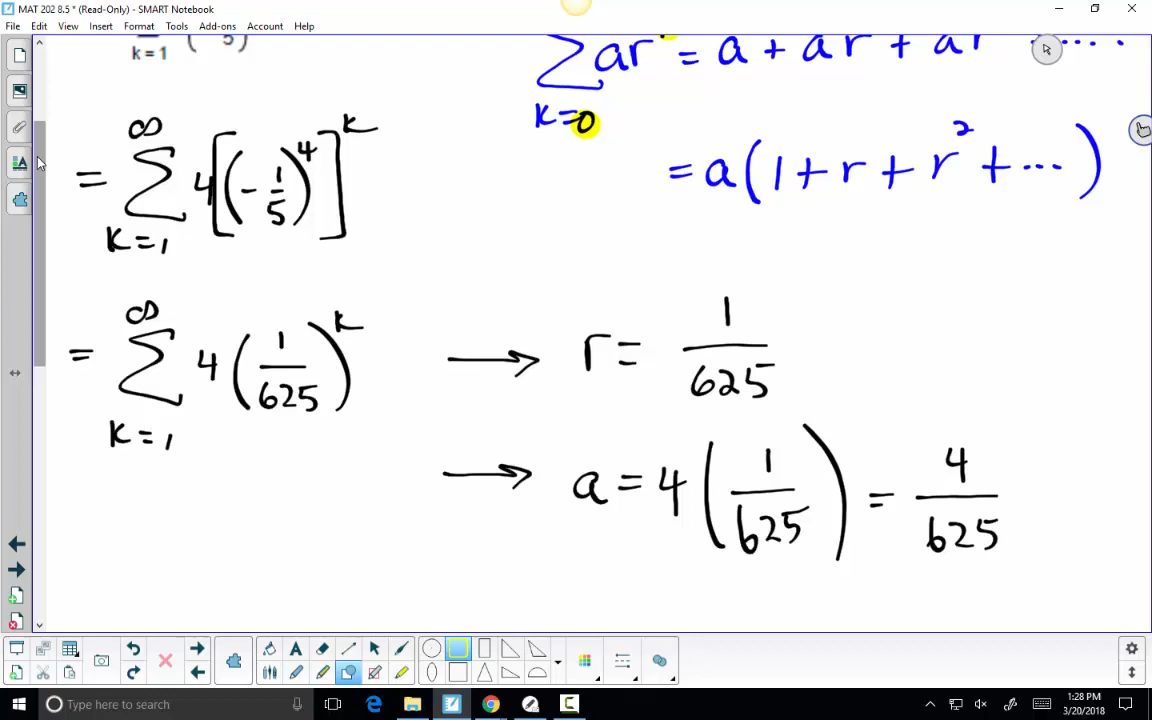 MAT 202 8.5 * (Read-Only) - SMART Notebook
File Edit View Insert Format Tools Add-ons Account Help
k = 1 ( 5)
∑ ar = a + ar + ar ....
k=0
= ∑ 4[(-1/5)^4]^k
∞
k=1
= a(1+r+r^2+...)
= ∑ 4(1/625)^k → r = 1/625
∞
k=1
→ a = 4(1/625) = 4/625
Type here to search
1:28 PM
3/20/2018